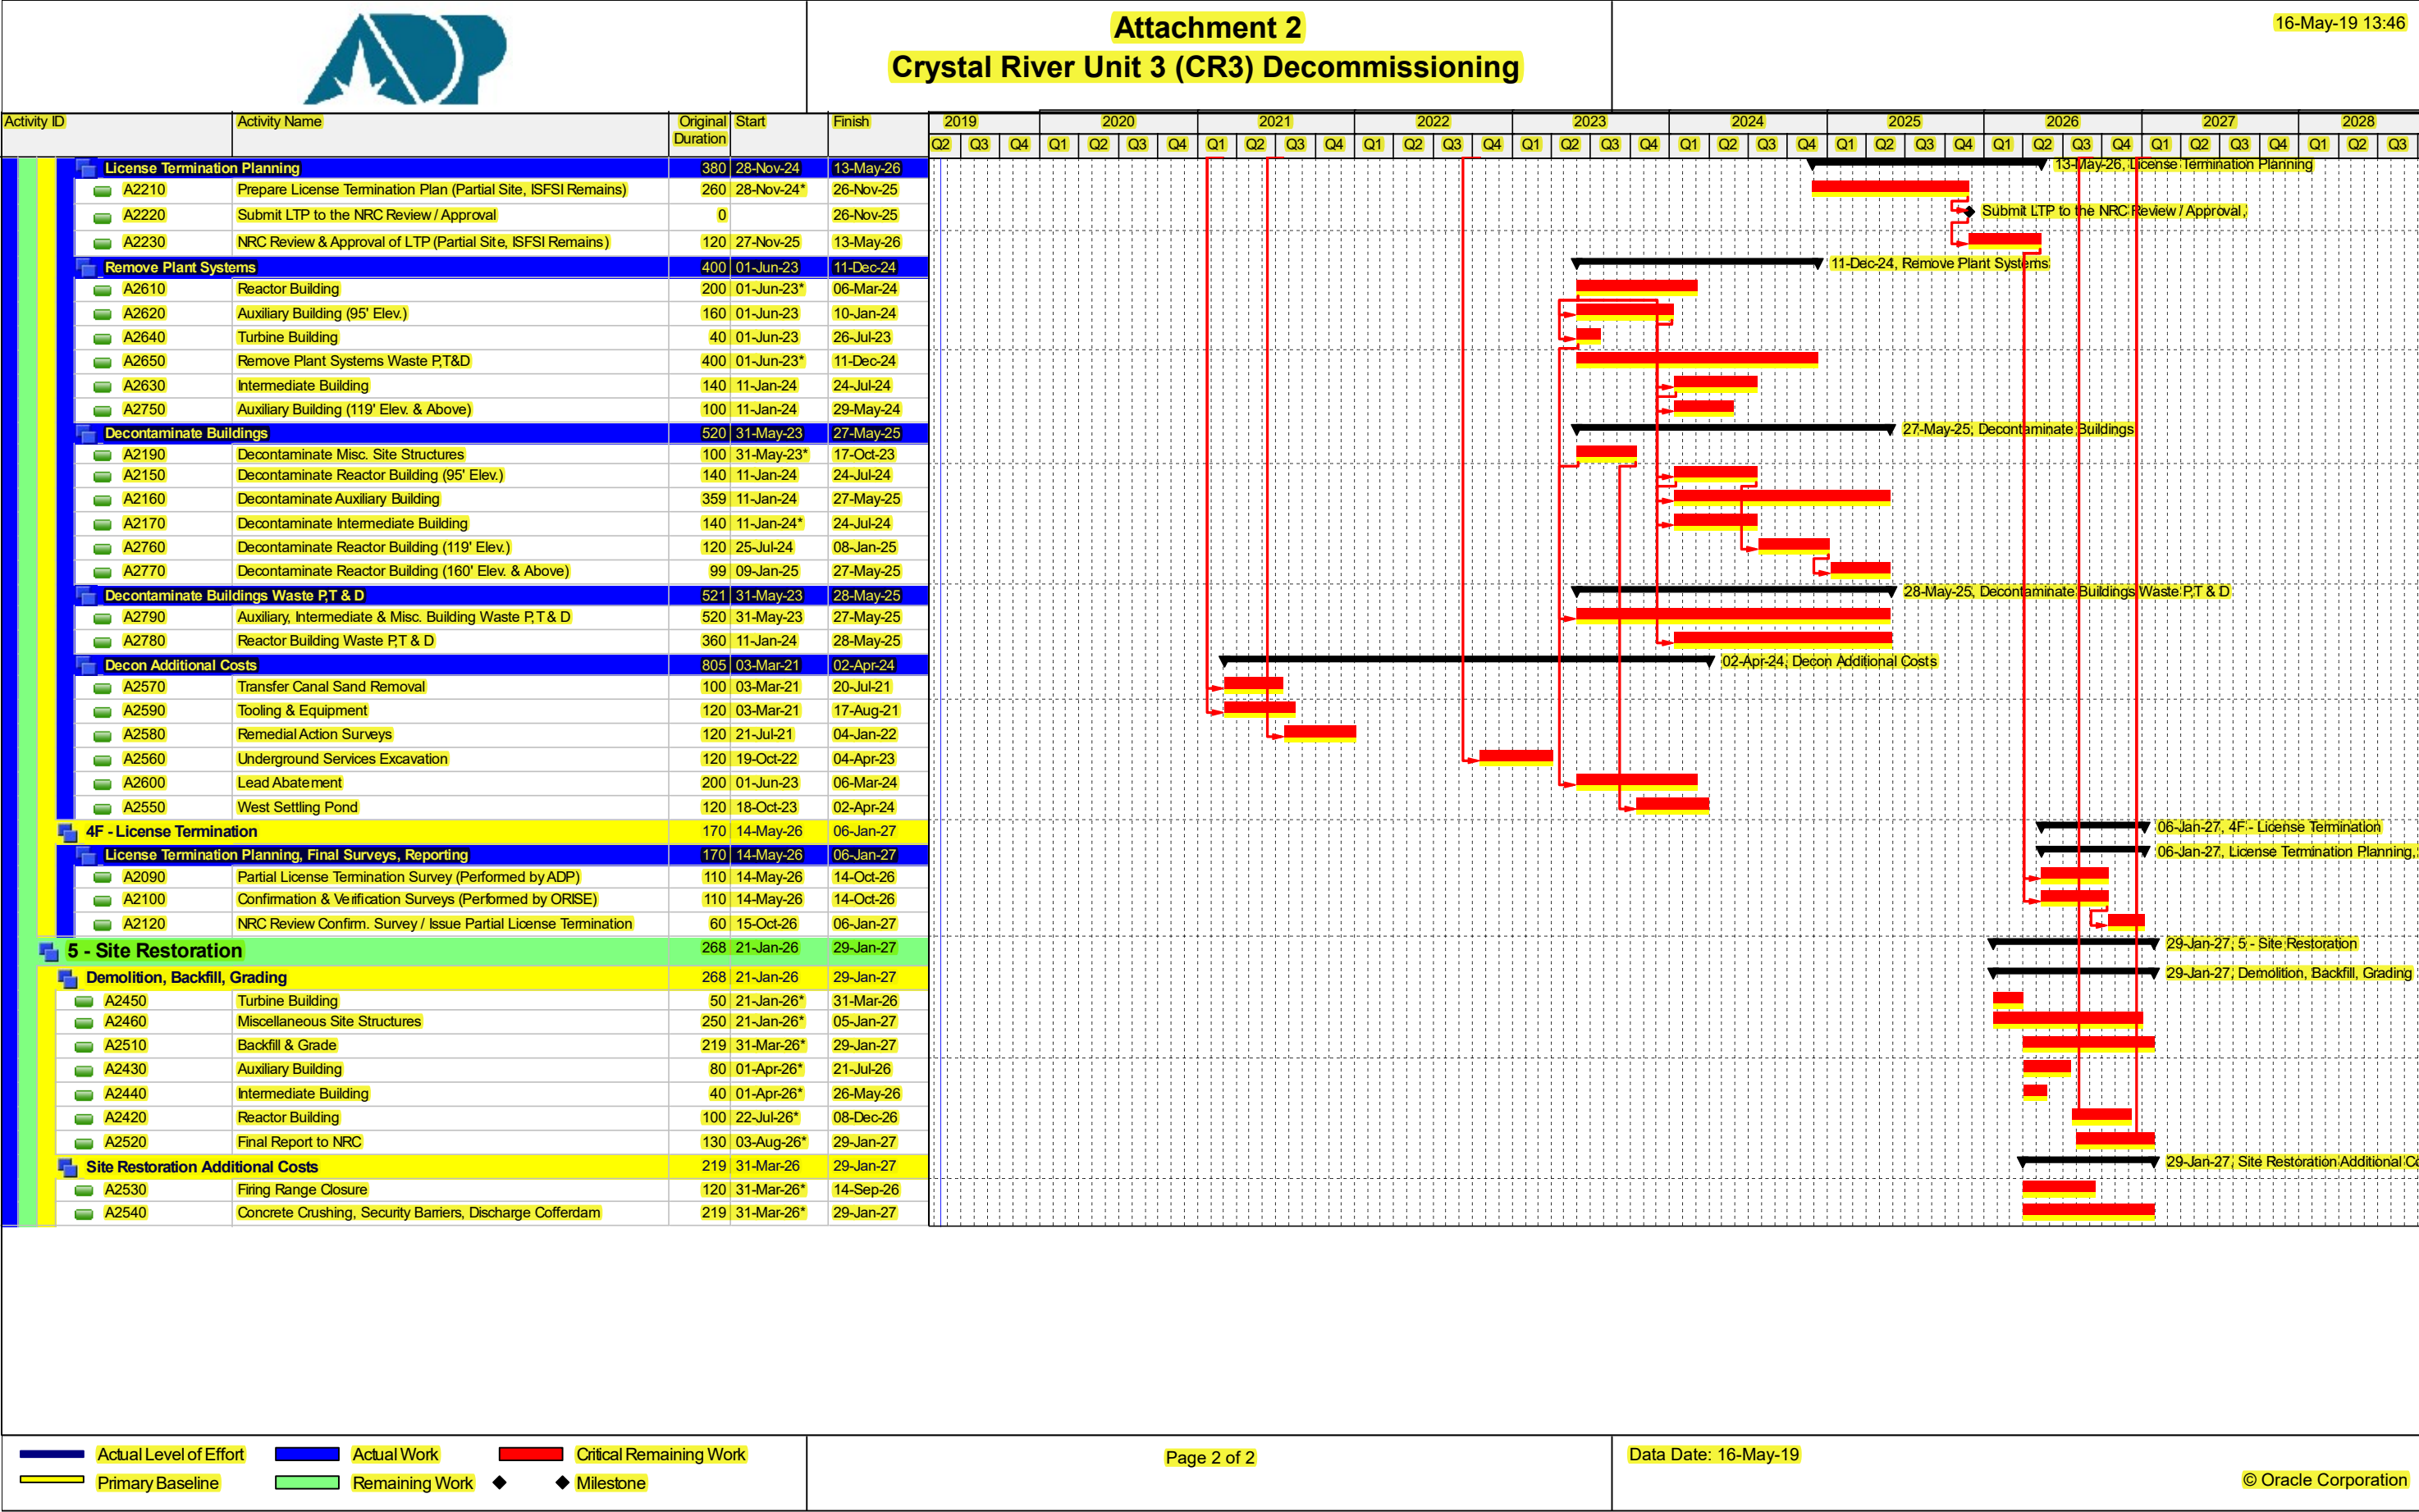 ADP
Attachment 2
Crystal River Unit 3 (CR3) Decommissioning
16-May-19 13:46
Activity ID Activity Name Original Duration Start Finish 2019 2020 2021 2022 2023 2024 2025 2026 2027 2028
Q2 Q3 Q4 Q1 Q2 Q3 Q4 Q1 Q2 Q3 Q4 Q1 Q2 Q3 Q4 Q1 Q2 Q3 Q4 Q1 Q2 Q3 Q4 Q1 Q2 Q3 Q4 Q1 Q2 Q3 Q4 Q1 Q2 Q3 Q4 Q1 Q2 Q3
License Termination Planning 380 28-Nov-24 13-May-26 13-May-26, License Termination Planning
A2210 Prepare License Termination Plan (Partial Site, ISFSI Remains) 260 28-Nov-24* 26-Nov-25
A2220 Submit LTP to the NRC Review / Approval 0 26-Nov-25 Submit LTP to the NRC Review / Approval,
A2230 NRC Review & Approval of LTP (Partial Site, ISFSI Remains) 120 27-Nov-25 13-May-26
Remove Plant Systems 400 01-Jun-23 11-Dec-24 11-Dec-24, Remove Plant Systems
A2610 Reactor Building 200 01-Jun-23* 06-Mar-24
A2620 Auxiliary Building (95' Elev.) 160 01-Jun-23 10-Jan-24
A2640 Turbine Building 40 01-Jun-23 26-Jul-23
A2650 Remove Plant Systems Waste P,T&D 400 01-Jun-23* 11-Dec-24
A2630 Intermediate Building 140 11-Jan-24 24-Jul-24
A2750 Auxiliary Building (119' Elev. & Above) 100 11-Jan-24 29-May-24
Decontaminate Buildings 520 31-May-23 27-May-25 27-May-25, Decontaminate Buildings
A2190 Decontaminate Misc. Site Structures 100 31-May-23* 17-Oct-23
A2150 Decontaminate Reactor Building (95' Elev.) 140 11-Jan-24 24-Jul-24
A2160 Decontaminate Auxiliary Building 359 11-Jan-24 27-May-25
A2170 Decontaminate Intermediate Building 140 11-Jan-24* 24-Jul-24
A2760 Decontaminate Reactor Building (119' Elev.) 120 25-Jul-24 08-Jan-25
A2770 Decontaminate Reactor Building (160' Elev. & Above) 99 09-Jan-25 27-May-25
Decontaminate Buildings Waste P,T & D 521 31-May-23 28-May-25 28-May-25, Decontaminate Buildings Waste P,T & D
A2790 Auxiliary, Intermediate & Misc. Building Waste P,T & D 520 31-May-23 27-May-25
A2780 Reactor Building Waste P,T & D 360 11-Jan-24 28-May-25
Decon Additional Costs 805 03-Mar-21 02-Apr-24 02-Apr-24, Decon Additional Costs
A2570 Transfer Canal Sand Removal 100 03-Mar-21 20-Jul-21
A2590 Tooling & Equipment 120 03-Mar-21 17-Aug-21
A2580 Remedial Action Surveys 120 21-Jul-21 04-Jan-22
A2560 Underground Services Excavation 120 19-Oct-22 04-Apr-23
A2600 Lead Abatement 200 01-Jun-23 06-Mar-24
A2550 West Settling Pond 120 18-Oct-23 02-Apr-24
4F - License Termination 170 14-May-26 06-Jan-27 06-Jan-27, 4F - License Termination
License Termination Planning, Final Surveys, Reporting 170 14-May-26 06-Jan-27 06-Jan-27, License Termination Planning,
A2090 Partial License Termination Survey (Performed by ADP) 110 14-May-26 14-Oct-26
A2100 Confirmation & Verification Surveys (Performed by ORISE) 110 14-May-26 14-Oct-26
A2120 NRC Review Confirm. Survey / Issue Partial License Termination 60 15-Oct-26 06-Jan-27
5 - Site Restoration 268 21-Jan-26 29-Jan-27 29-Jan-27, 5 - Site Restoration
Demolition, Backfill, Grading 268 21-Jan-26 29-Jan-27 29-Jan-27, Demolition, Backfill, Grading
A2450 Turbine Building 50 21-Jan-26* 31-Mar-26
A2460 Miscellaneous Site Structures 250 21-Jan-26* 05-Jan-27
A2510 Backfill & Grade 219 31-Mar-26* 29-Jan-27
A2430 Auxiliary Building 80 01-Apr-26* 21-Jul-26
A2440 Intermediate Building 40 01-Apr-26* 26-May-26
A2420 Reactor Building 100 22-Jul-26* 08-Dec-26
A2520 Final Report to NRC 130 03-Aug-26* 29-Jan-27
Site Restoration Additional Costs 219 31-Mar-26 29-Jan-27 29-Jan-27, Site Restoration Additional Co
A2530 Firing Range Closure 120 31-Mar-26* 14-Sep-26
A2540 Concrete Crushing, Security Barriers, Discharge Cofferdam 219 31-Mar-26* 29-Jan-27
Actual Level of Effort Actual Work Critical Remaining Work
Primary Baseline Remaining Work Milestone
Page 2 of 2
Data Date: 16-May-19
© Oracle Corporation